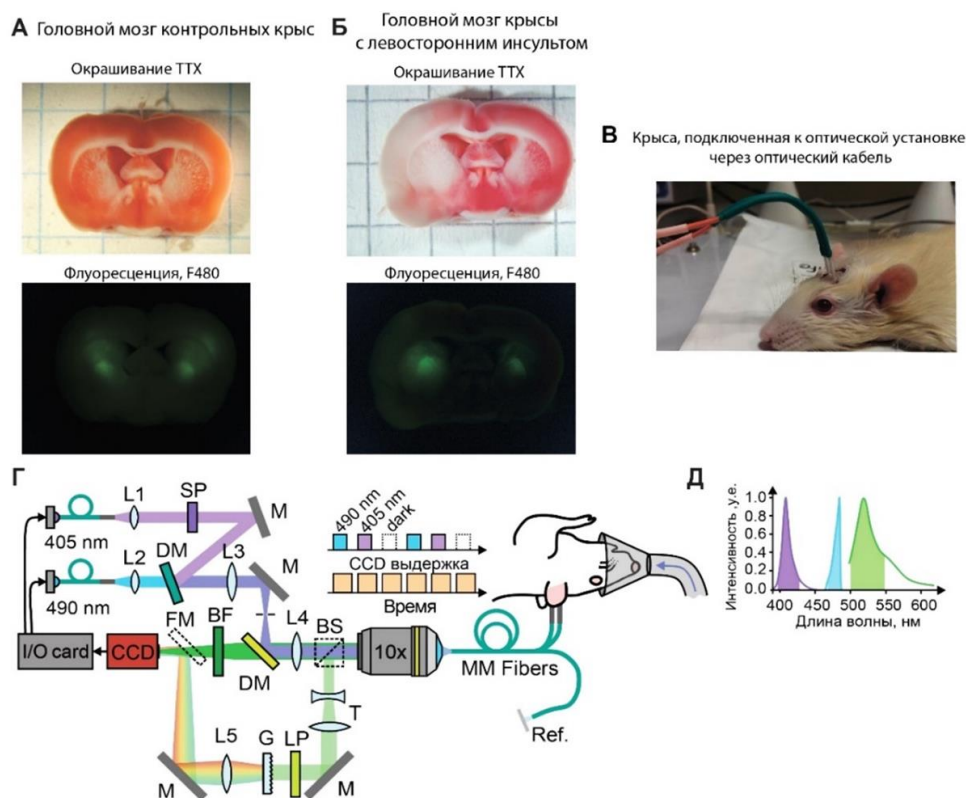 А Головной мозг контрольных крыс
Окрашивание ТТХ
Флуоресценция, F480
Б Головной мозг крысы
с левосторонним инсультом
Окрашивание ТТХ
Флуоресценция, F480
В Крыса, подключенная к оптической установке
через оптический кабель
Г
L1
SP
M
405 nm
L2
DM
L3
M
490 nm
FM
BF
L4
BS
I/O card
CCD
DM
10x
MM Fibers
T
Ref.
L5
G
LP
M
M
490 nm
405 nm
dark
CCD выдержка
Время
Д
Интенсивность ,у.е.
1.0
0.8
0.6
0.4
0.2
0
400 450 500 550 600
Длина волны, нм